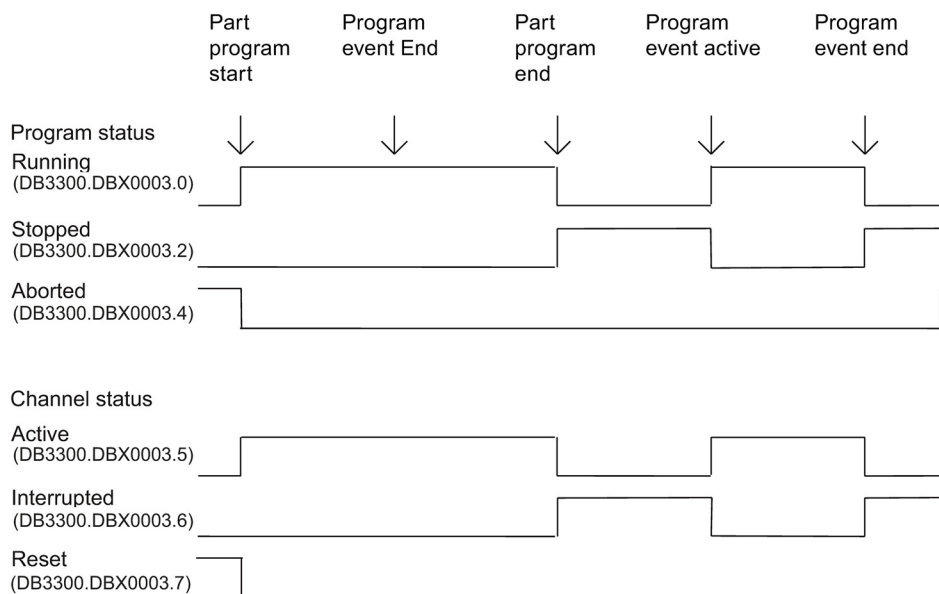 Part
program
start
Program
event End
Part
program
end
Program
event active
Program
event end
Program status
Running
(DB3300.DBX0003.0)
Stopped
(DB3300.DBX0003.2)
Aborted
(DB3300.DBX0003.4)
Channel status
Active
(DB3300.DBX0003.5)
Interrupted
(DB3300.DBX0003.6)
Reset
(DB3300.DBX0003.7)